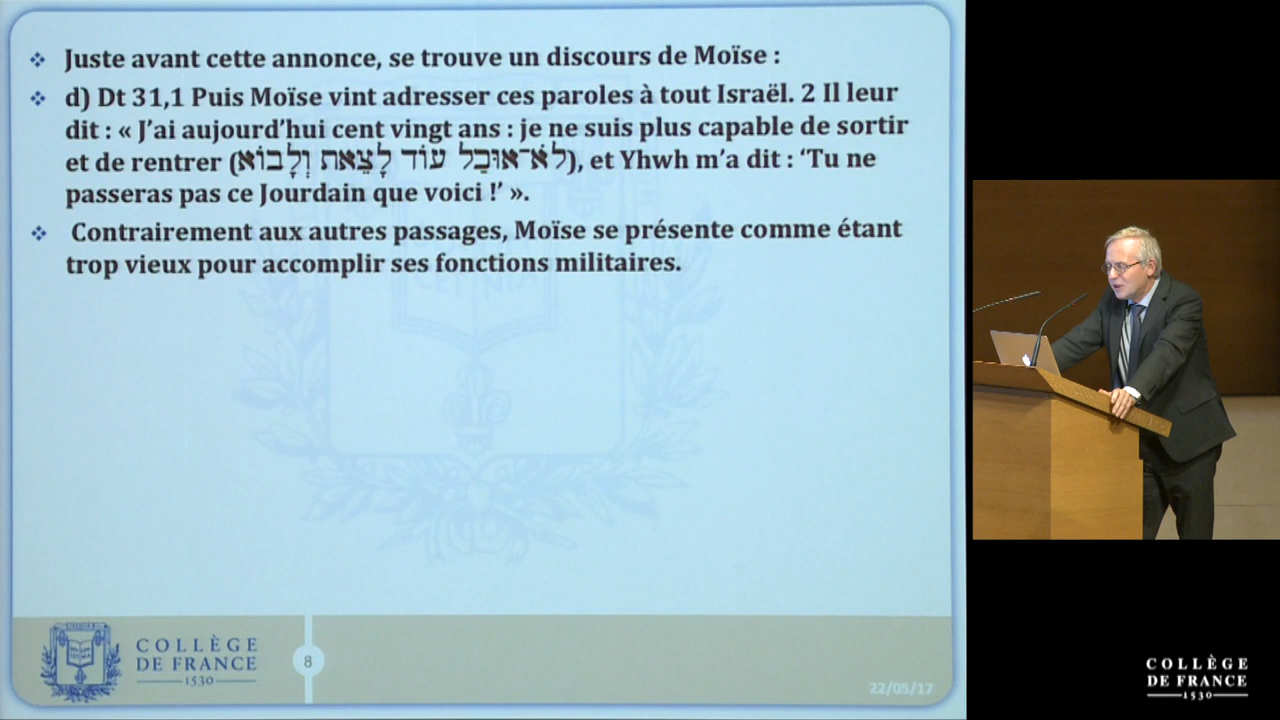 ❖ Juste avant cette annonce, se trouve un discours de Moïse :
❖ d) Dt 31,1 Puis Moïse vint adresser ces paroles à tout Israël. 2 Il leur
dit : « J’ai aujourd’hui cent vingt ans : je ne suis plus capable de sortir
et de rentrer (לֹא־אוּכַל עוֹד לָצֵאת וְלָבוֹא), et Yhwh m’a dit : ‘Tu ne
passeras pas ce Jourdain que voici !’ ».
❖ Contrairement aux autres passages, Moïse se présente comme étant
trop vieux pour accomplir ses fonctions militaires.
COLLÈGE
DE FRANCE
1530
8
22/05/17
COLLÈGE
DE FRANCE
1530